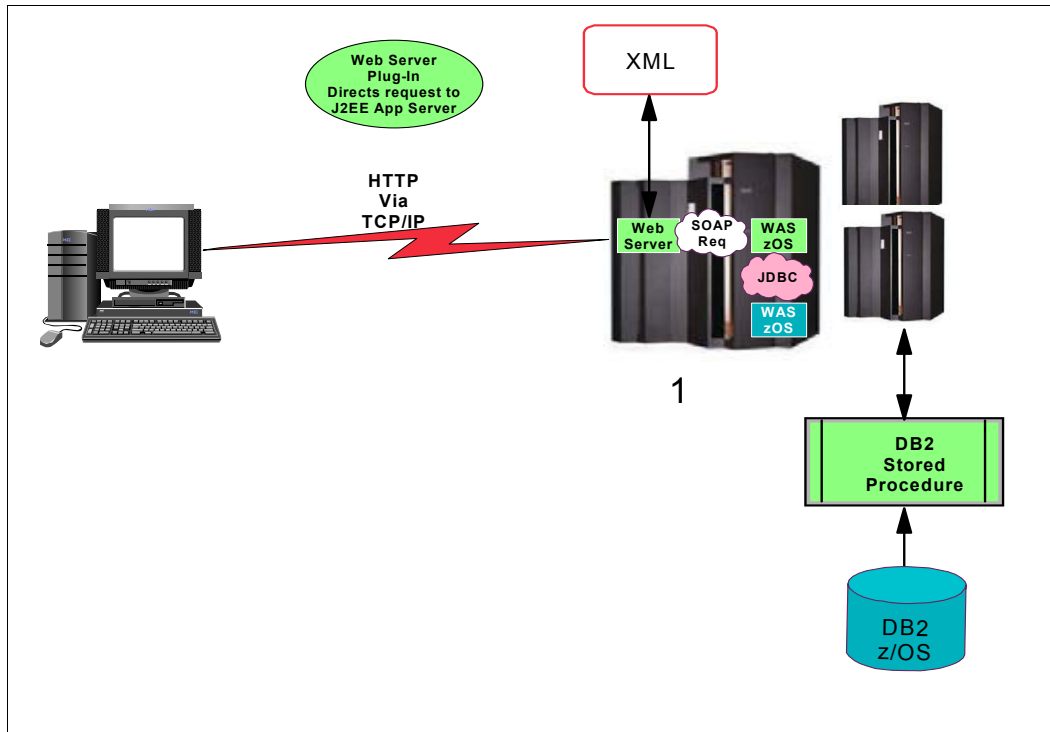 Web Server
Plug-In
Directs request to
J2EE App Server
XML
HTTP
Via
TCP/IP
Web
Server
SOAP
Req
WAS
zOS
JDBC
WAS
zOS
1
DB2
Stored
Procedure
DB2
z/OS